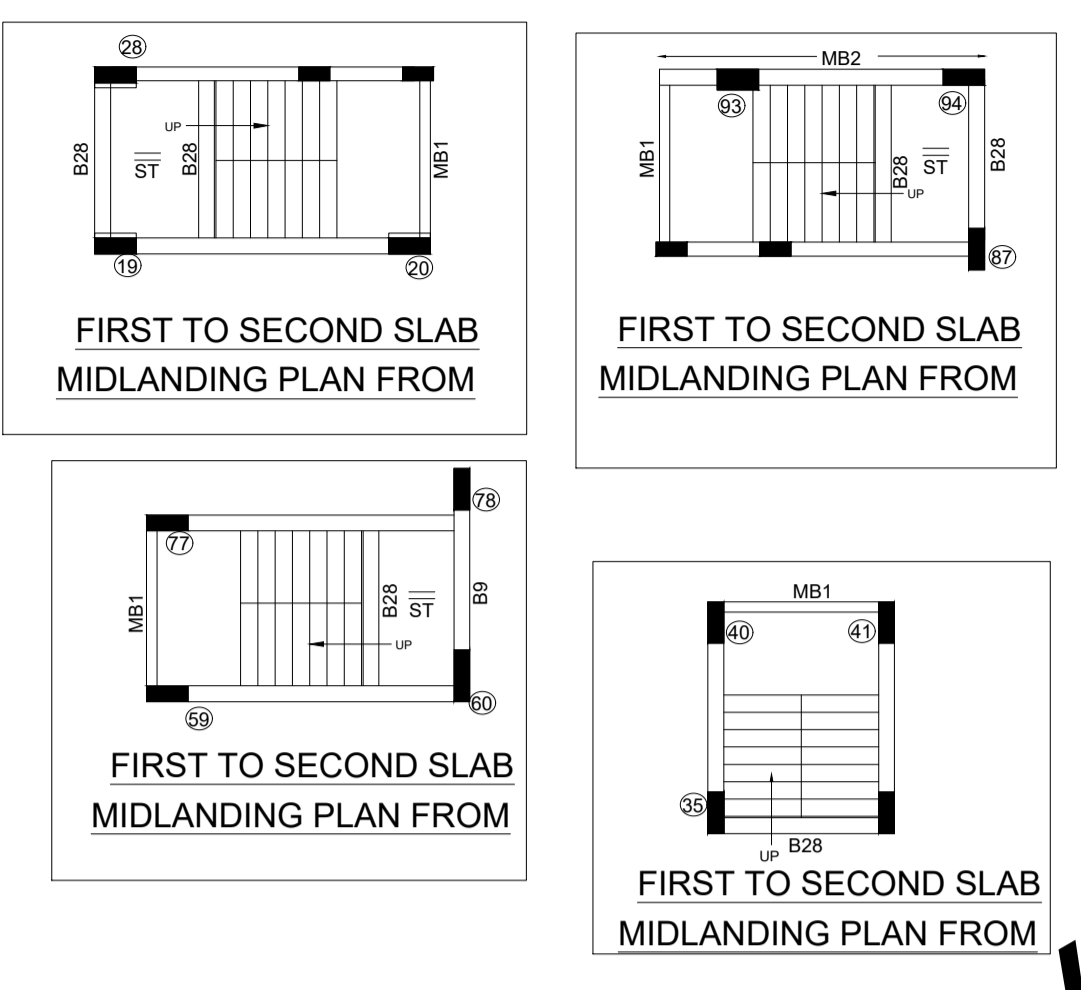 28
UP
B28
ST
B28
MB1
19
20
FIRST TO SECOND SLAB
MIDLANDING PLAN FROM
MB2
93
94
MB1
B28
ST
B28
UP
87
FIRST TO SECOND SLAB
MIDLANDING PLAN FROM
78
77
MB1
B28
ST
B9
UP
59
60
FIRST TO SECOND SLAB
MIDLANDING PLAN FROM
MB1
40
41
35
UP
B28
FIRST TO SECOND SLAB
MIDLANDING PLAN FROM